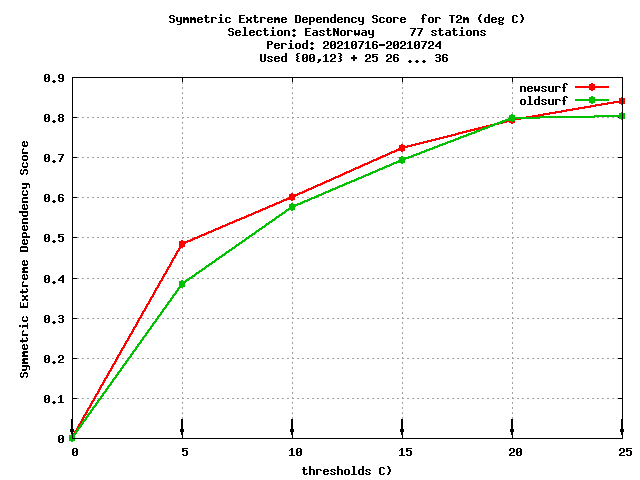 Symmetric Extreme Dependency Score  for T2m (deg C)
Selection: EastNorway     77 stations
Period: 20210716-20210724
Used {00,12} + 25 26 ... 36
newsurf
oldsurf
0.9
0.8
0.7
0.6
0.5
0.4
0.3
0.2
0.1
0
Symmetric Extreme Dependency Score
0 5 10 15 20 25
thresholds C)